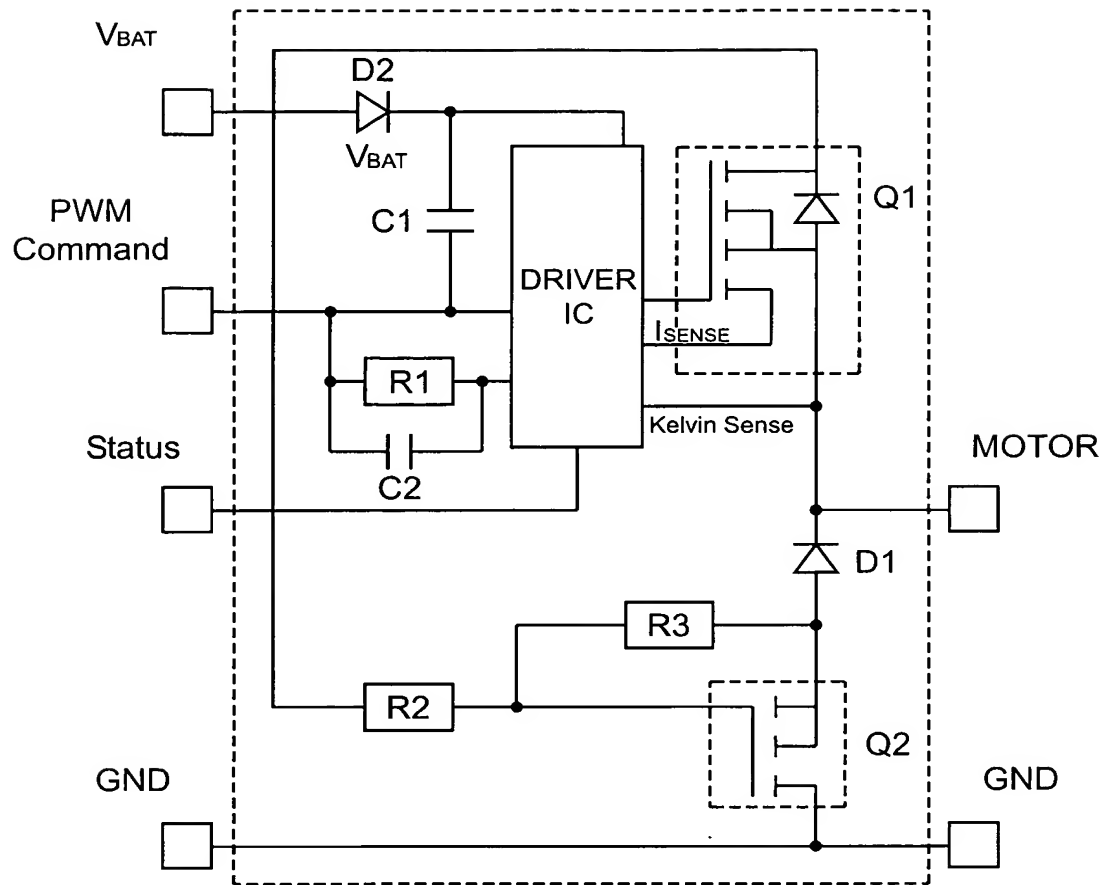 VBAT
D2
VBAT
PWM
Command
C1
DRIVER
IC
Q1
ISENSE
R1
Kelvin Sense
Status
C2
MOTOR
D1
R3
R2
Q2
GND
GND